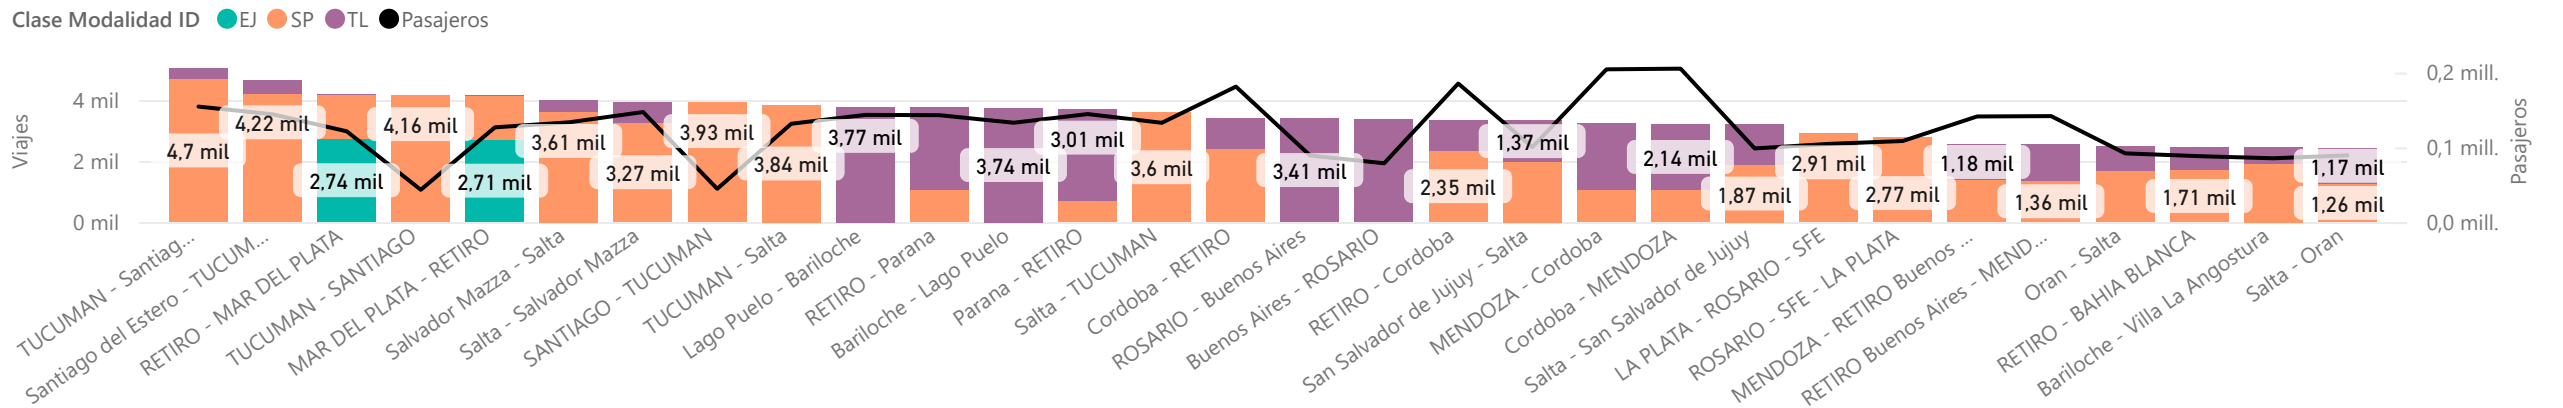 Clase Modalidad ID EJ SP TL Pasajeros
Viajes
4 mil
2 mil
0 mil
Pasajeros
0,2 mill.
0,1 mill.
0,0 mill.
4,7 mil
4,22 mil
2,74 mil
4,16 mil
2,71 mil
3,61 mil
3,27 mil
3,93 mil
3,84 mil
3,77 mil
3,74 mil
3,01 mil
3,6 mil
3,41 mil
2,35 mil
1,37 mil
2,14 mil
1,87 mil
2,91 mil
2,77 mil
1,18 mil
1,36 mil
1,71 mil
1,17 mil
1,26 mil
TUCUMAN - Santiag...
Santiago del Estero - TUCUM...
RETIRO - MAR DEL PLATA
TUCUMAN - SANTIAGO
MAR DEL PLATA - RETIRO
Salvador Mazza - Salta
Salta - Salvador Mazza
SANTIAGO - TUCUMAN
TUCUMAN - Salta
Lago Puelo - Bariloche
RETIRO - Parana
Bariloche - Lago Puelo
Parana - RETIRO
Salta - TUCUMAN
Cordoba - RETIRO
ROSARIO - Buenos Aires
Buenos Aires - ROSARIO
RETIRO - Cordoba
San Salvador de Jujuy - Salta
MENDOZA - Cordoba
Cordoba - MENDOZA
Salta - San Salvador de Jujuy
LA PLATA - ROSARIO - SFE
ROSARIO - SFE - LA PLATA
MENDOZA - RETIRO Buenos ...
RETIRO Buenos Aires - MEND...
Oran - Salta
RETIRO - BAHIA BLANCA
Bariloche - Villa La Angostura
Salta - Oran